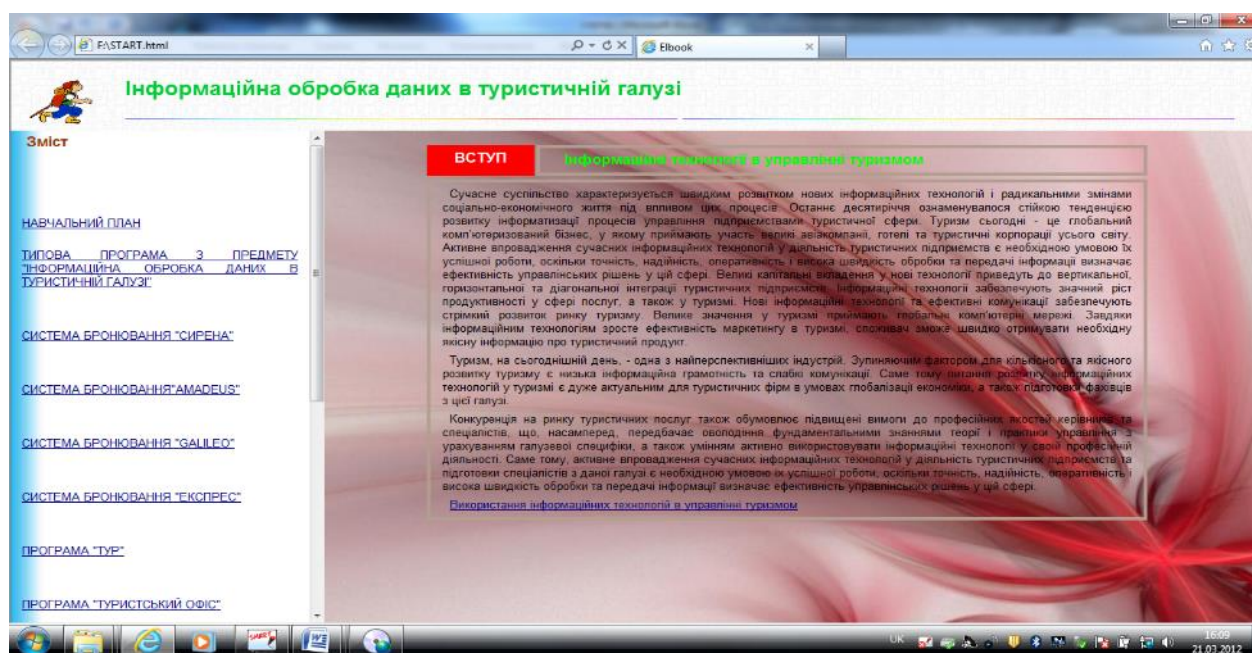 F:\START.html
Elbook
Інформаційна обробка даних в туристичній галузі
Зміст
НАВЧАЛЬНИЙ ПЛАН
ТИПОВА ПРОГРАМА З ПРЕДМЕТУ
"ІНФОРМАЦІЙНА ОБРОБКА ДАНИХ В
ТУРИСТИЧНІЙ ГАЛУЗІ"
СИСТЕМА БРОНЮВАННЯ "СИРЕНА"
СИСТЕМА БРОНЮВАННЯ"AMADEUS"
СИСТЕМА БРОНЮВАННЯ "GALILEO"
СИСТЕМА БРОНЮВАННЯ "ЕКСПРЕС"
ПРОГРАМА "ТУР"
ПРОГРАМА "ТУРИСТСЬКИЙ ОФІС"
ВСТУП
Інформаційні технології в управлінні туризмом
Сучасне суспільство характеризується швидким розвитком нових інформаційних технологій і радикальними змінами
соціально-економічного життя під впливом цих процесів. Останнє десятиріччя ознаменувалося стійкою тенденцією
розвитку інформатизації процесів управління підприємствами туристичної сфери. Туризм сьогодні - це глобальний
комп'ютеризований бізнес, у якому приймають участь великі авіакомпанії, готелі та туристичні корпорації усього світу.
Активне впровадження сучасних інформаційних технологій у діяльність туристичних підприємств є необхідною умовою їх
успішної роботи, оскільки точність, надійність, оперативність і висока швидкість обробки та передачі інформації визначає
ефективність управлінських рішень у цій сфері. Великі капітальні вкладення у нові технології приведуть до вертикальної,
горизонтальної та діагональної інтеграції туристичних підприємств. Інформаційні технології забезпечують значний ріст
продуктивності у сфері послуг, а також у туризмі. Нові інформаційні технології та ефективні комунікації забезпечують
стрімкий розвиток ринку туризму. Велике значення у туризмі приймають глобальні комп'ютерні мережі. Завдяки
інформаційним технологіям зросте ефективність маркетингу в туризмі, споживач зможе швидко отримувати необхідну
якісну інформацію про туристичний продукт.
Туризм, на сьогоднішній день, - одна з найперспективніших індустрій. Зупиняючим фактором для кількісного та якісного
розвитку туризму є низька інформаційна грамотність та слабкі комунікації. Саме тому питання розвитку інформаційних
технологій у туризмі є дуже актуальним для туристичних фірм в умовах глобалізації економіки, а також підготовки фахівців
з цієї галузі.
Конкуренція на ринку туристичних послуг також обумовлює підвищені вимоги до професійних якостей керівників та
спеціалістів, що, насамперед, передбачає оволодіння фундаментальними знаннями теорії і практики управління з
урахуванням галузевої специфіки, а також умінням активно використовувати інформаційні технології у своїй професійній
діяльності. Саме тому, активне впровадження сучасних інформаційних технологій у діяльність туристичних підприємств та
підготовки спеціалістів з даної галузі є необхідною умовою їх успішної роботи, оскільки точність, надійність, оперативність і
висока швидкість обробки та передачі інформації визначає ефективність управлінських рішень у цій сфері.
Використання інформаційних технологій в управлінні туризмом
UK
16:09
21.03.2012